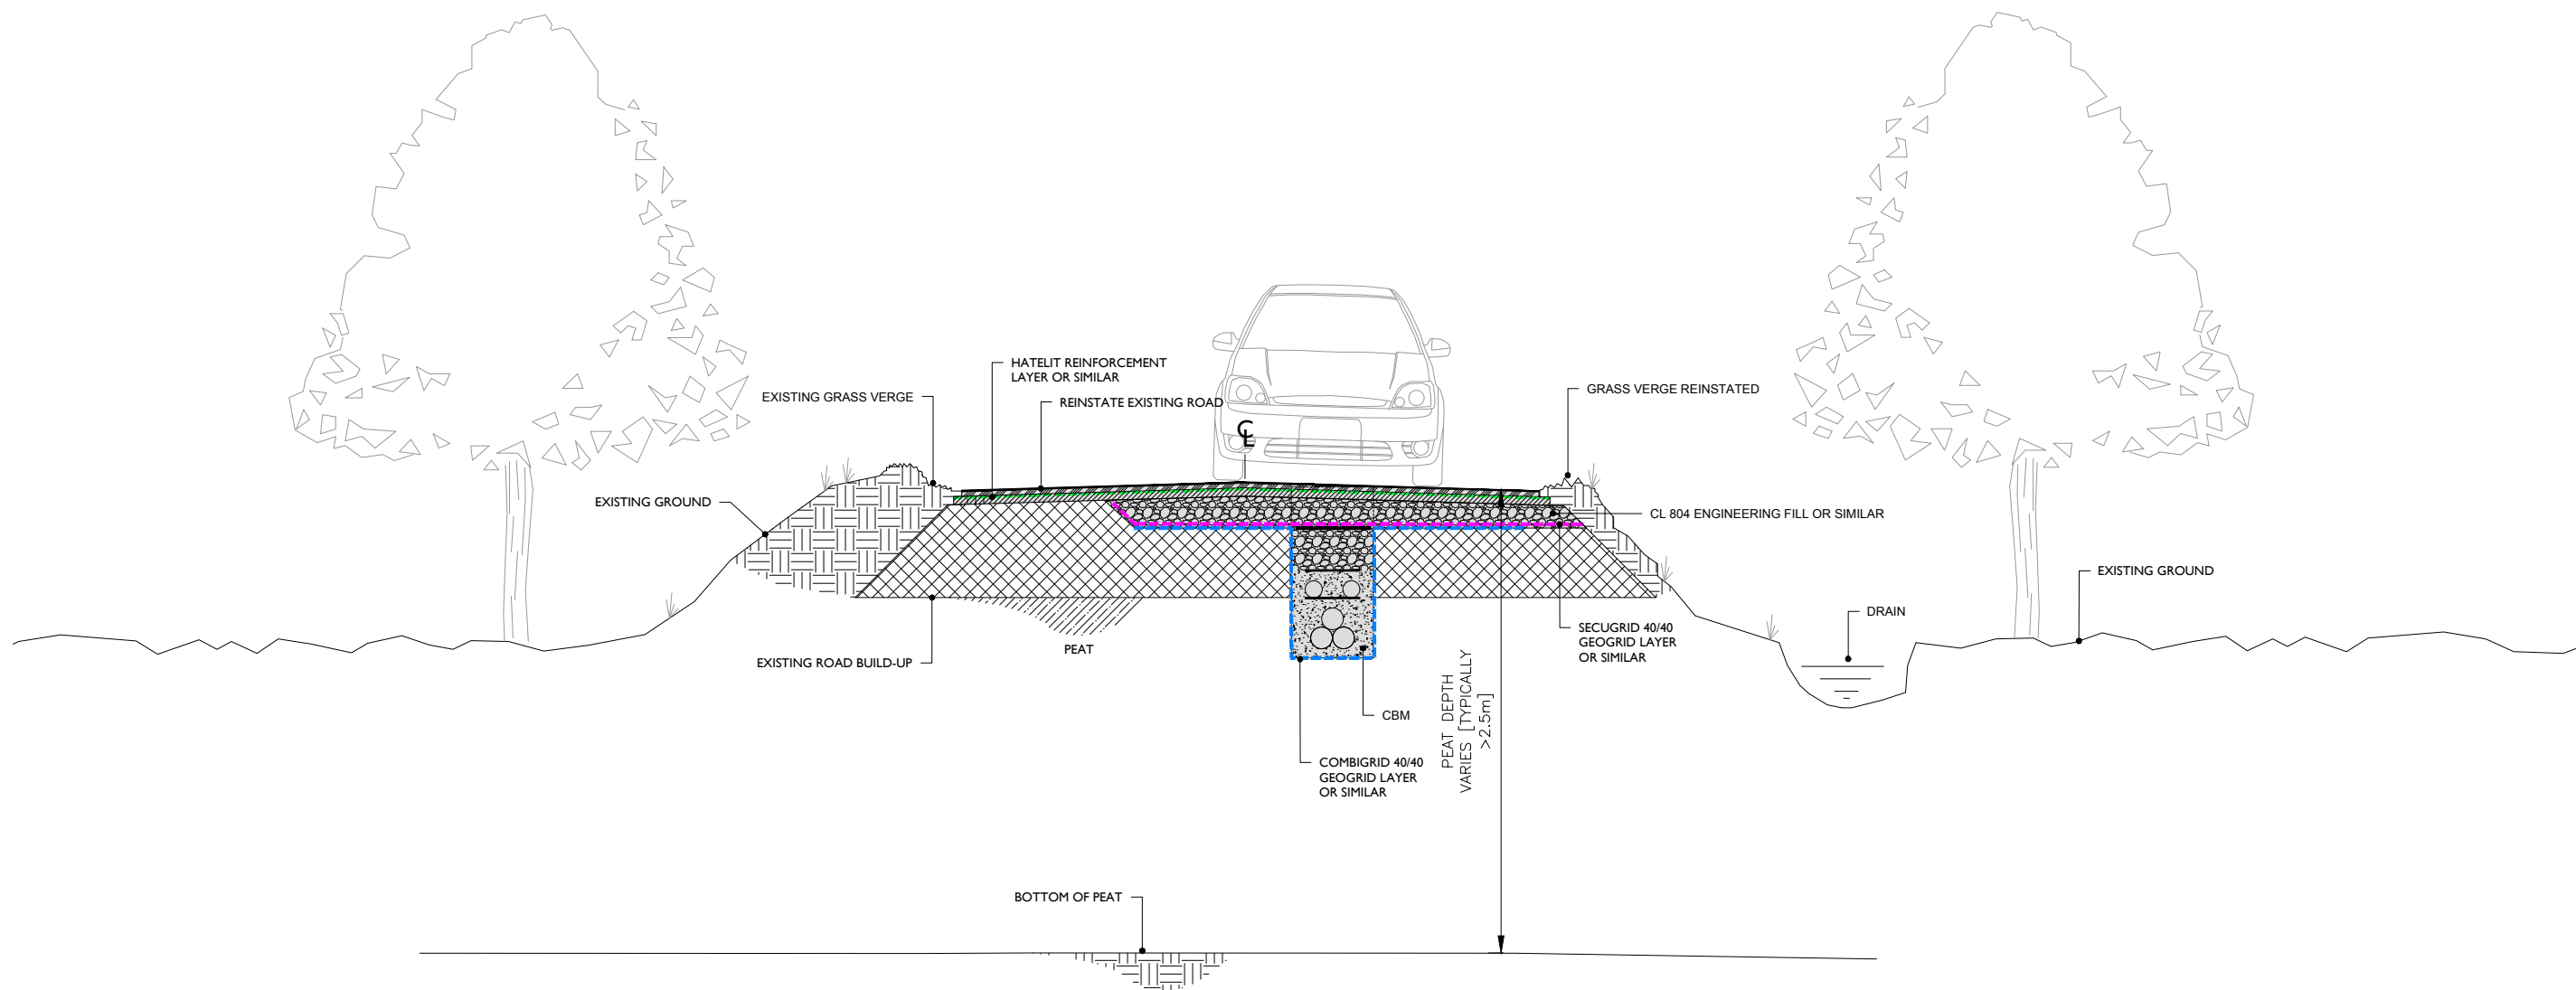 HATELIT REINFORCEMENT
LAYER OR SIMILAR
EXISTING GRASS VERGE
REINSTATE EXISTING ROAD
GRASS VERGE REINSTATED
℄
EXISTING GROUND
CL 804 ENGINEERING FILL OR SIMILAR
EXISTING GROUND
DRAIN
SECUGRID 40/40
GEOGRID LAYER
OR SIMILAR
PEAT
EXISTING ROAD BUILD-UP
CBM
PEAT DEPTH
VARIES [TYPICALLY
>2.5m]
COMBIGRID 40/40
GEOGRID LAYER
OR SIMILAR
BOTTOM OF PEAT